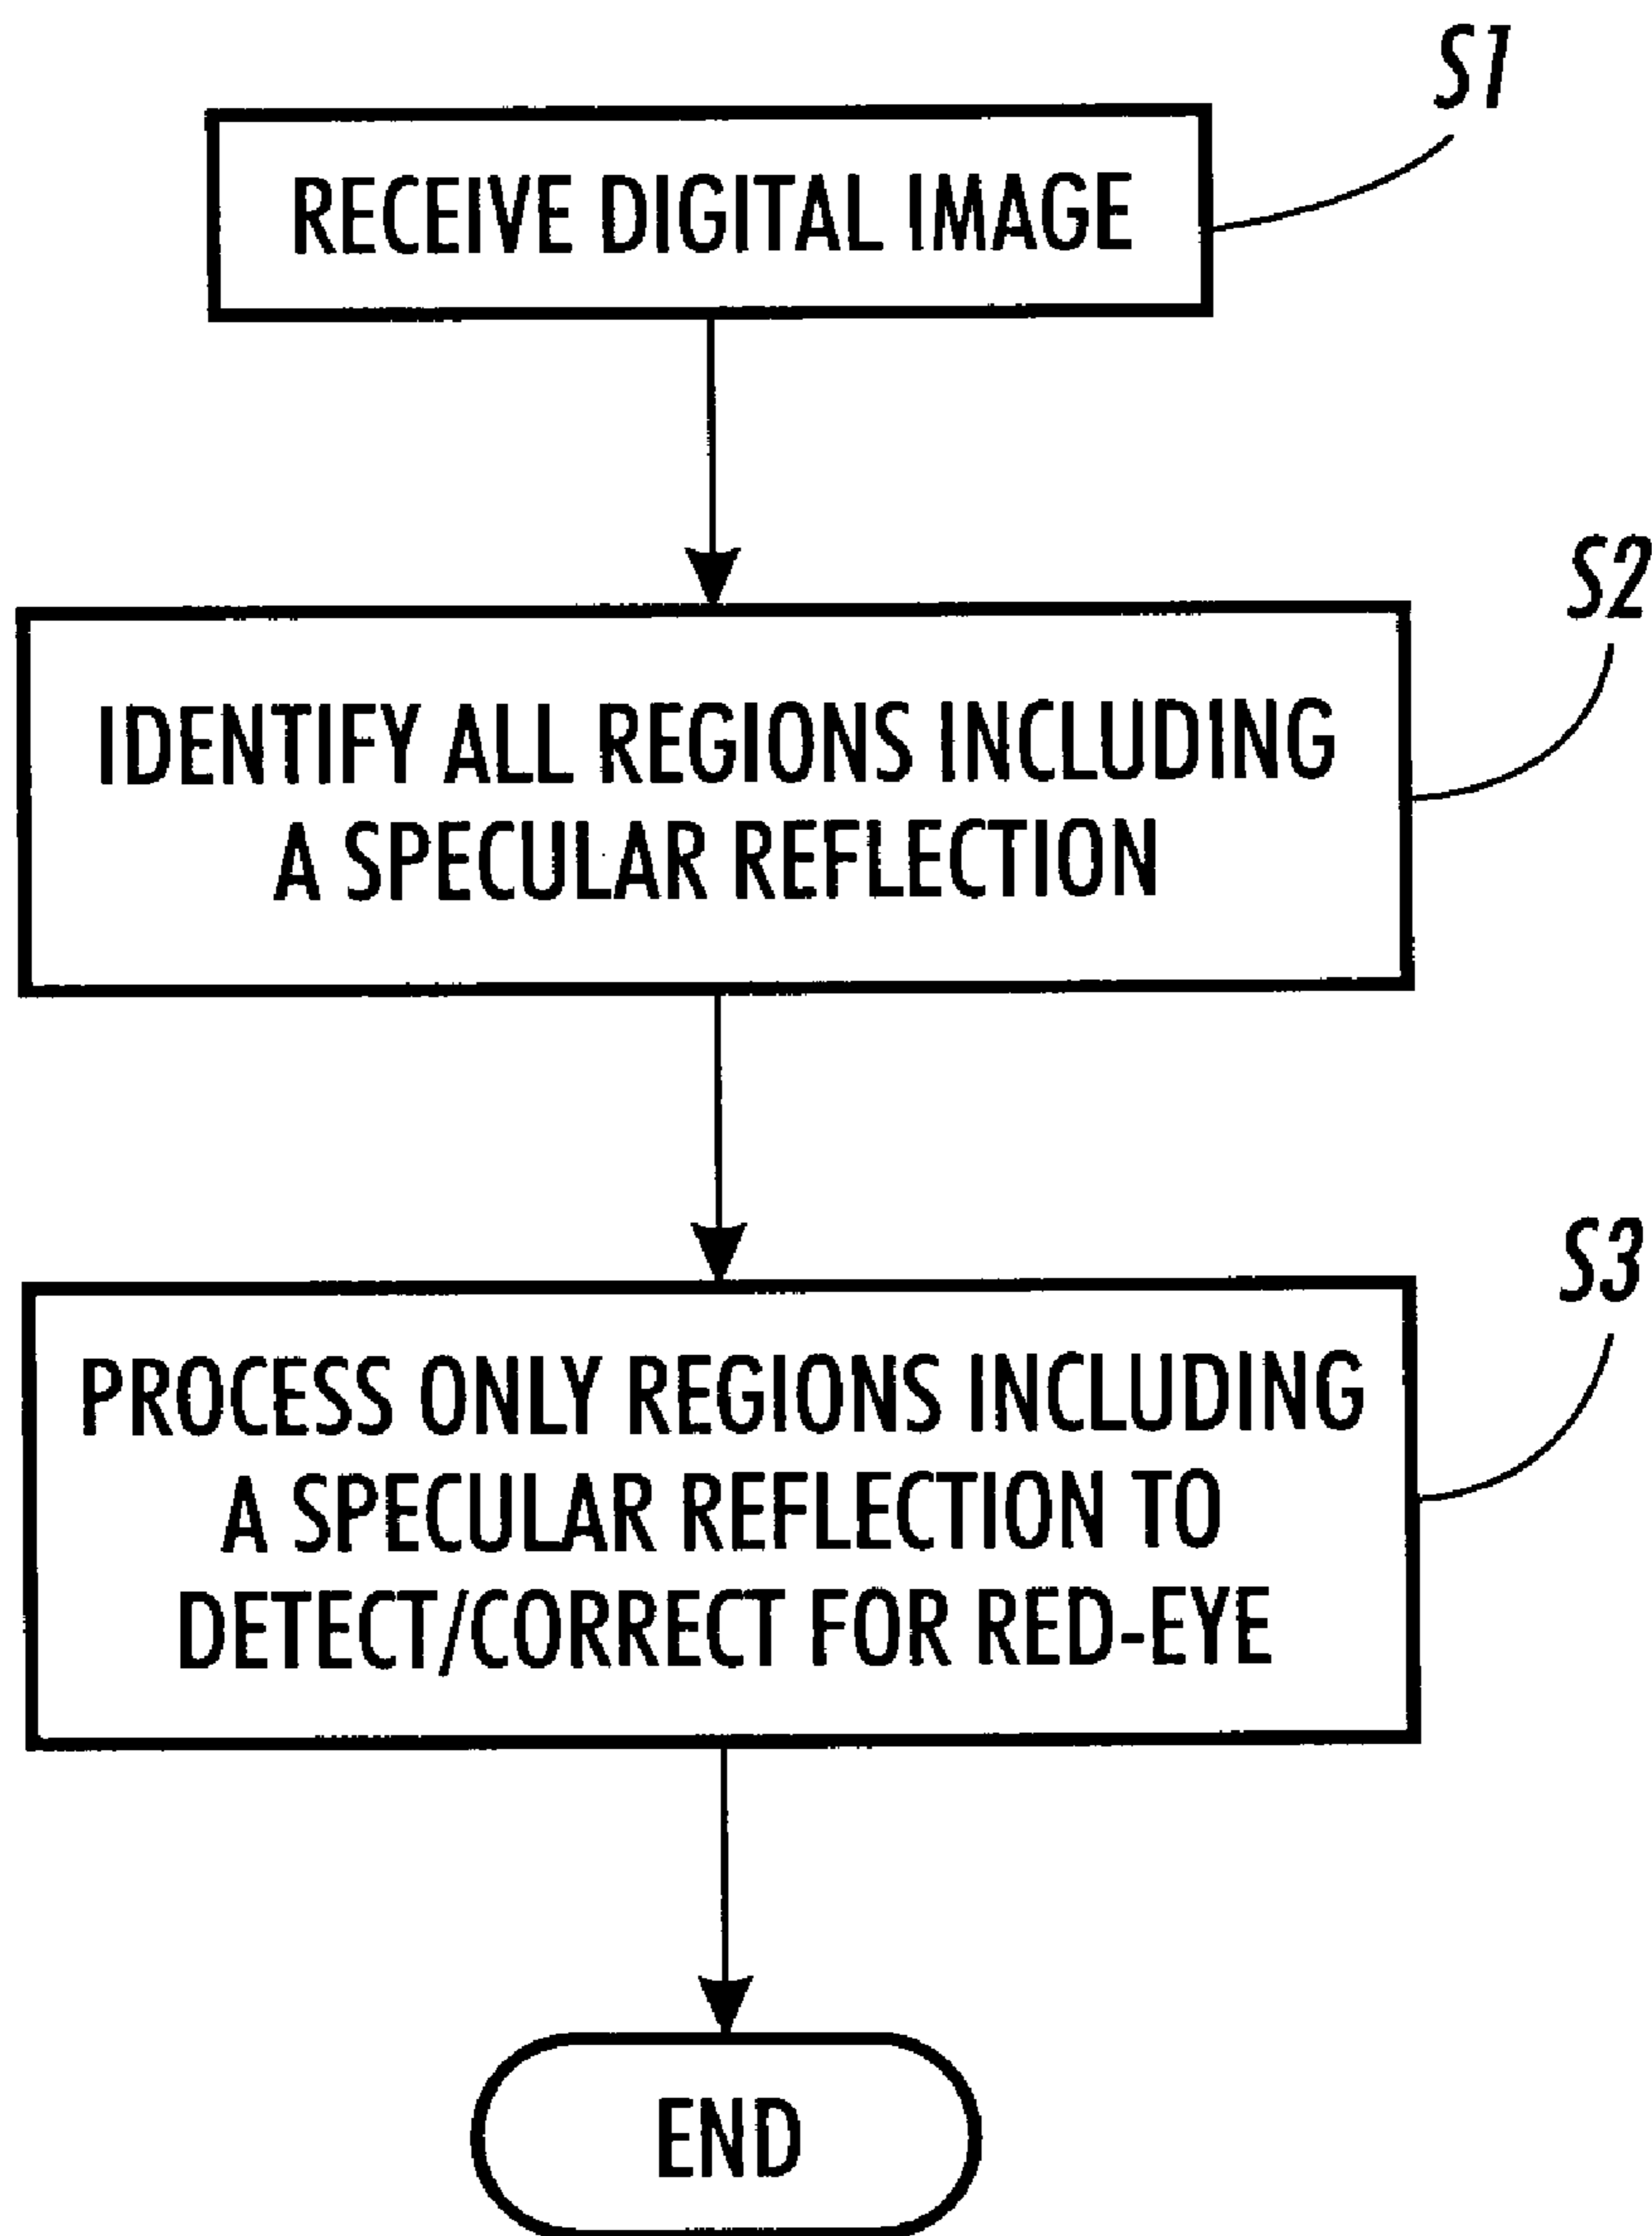 S1
RECEIVE DIGITAL IMAGE
S2
IDENTIFY ALL REGIONS INCLUDING
A SPECULAR REFLECTION
S3
PROCESS ONLY REGIONS INCLUDING
A SPECULAR REFLECTION TO
DETECT/CORRECT FOR RED-EYE
END